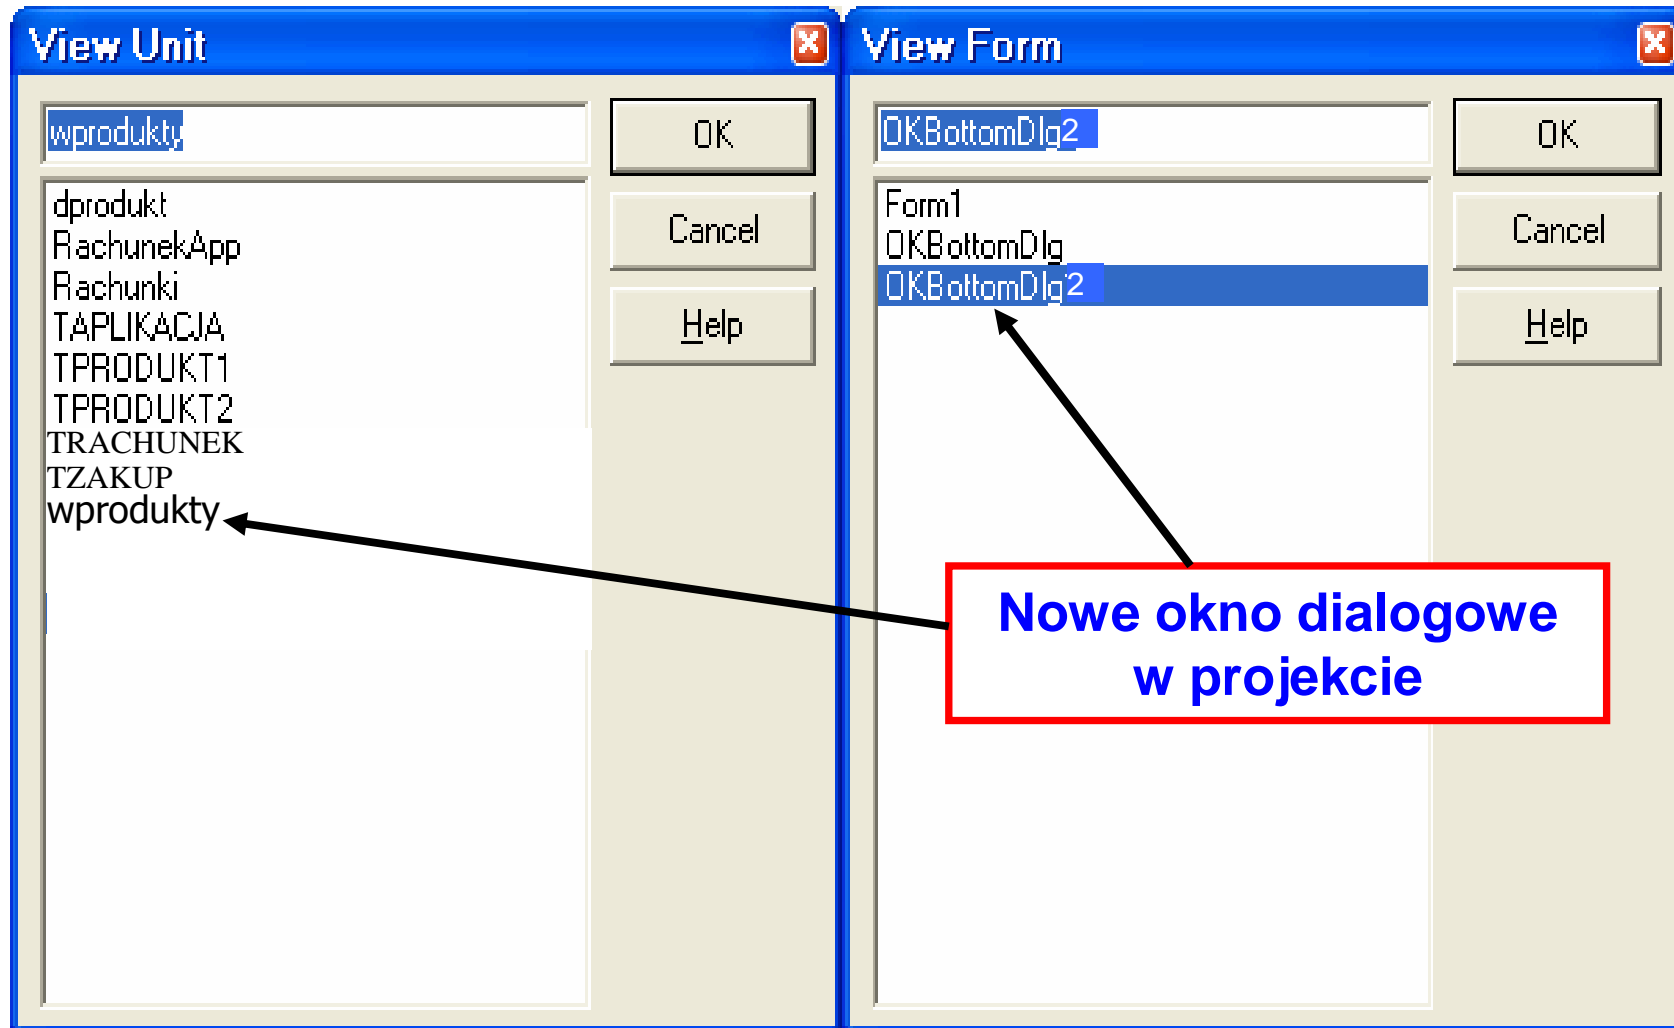 View Unit
wprodukty
OK
dprodukt
RachunekApp
Rachunki
TAPLIKACJA
TPRODUKT1
TPRODUKT2
TRACHUNEK
TZAKUP
wprodukty
Cancel
Help
View Form
OKBottomDlg2
OK
Form1
OKBottomDlg
OKBottomDlg2
Cancel
Help
Nowe okno dialogowe
w projekcie